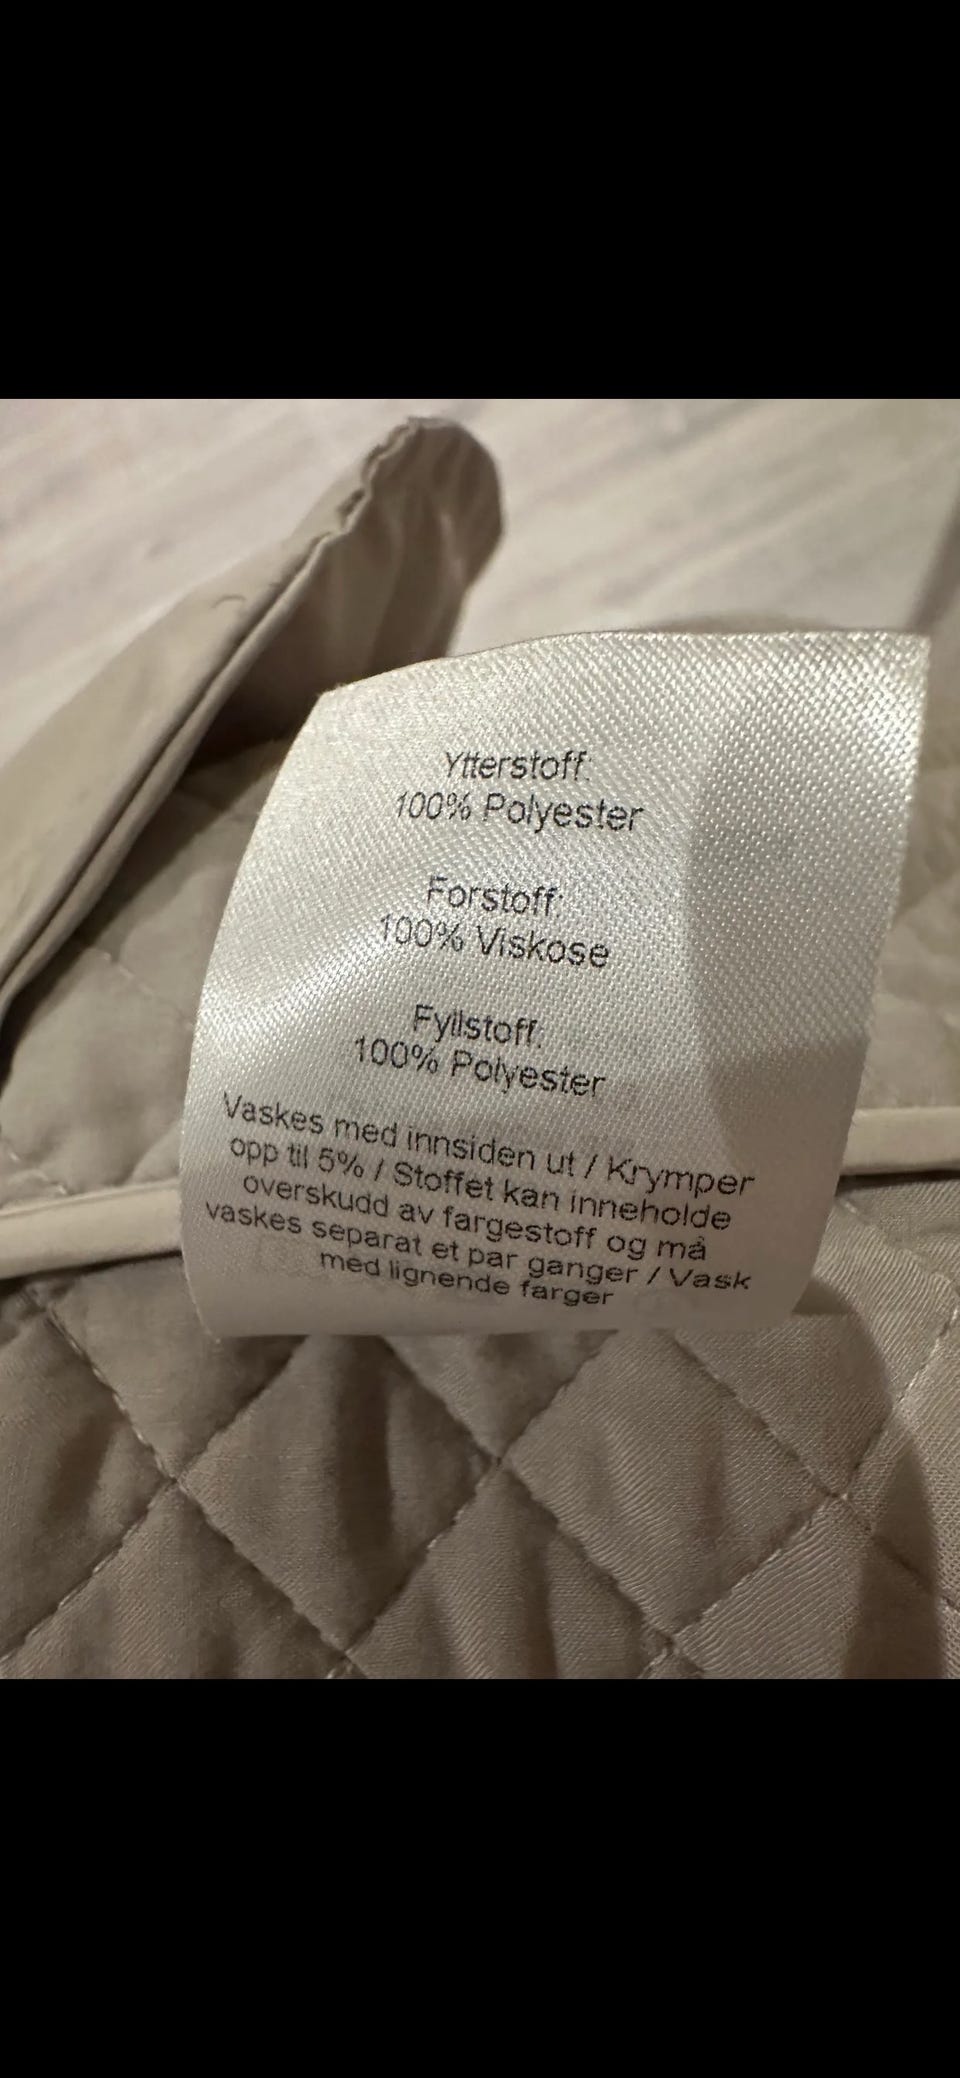 Ytterstoff:
100% Polyester
Forstoff:
100% Viskose
Fyllstoff:
100% Polyester
Vaskes med innsiden ut / Krymper
opp til 5% / Stoffet kan inneholde
overskudd av fargestoff og må
vaskes separat et par ganger / Vask
med lignende farger